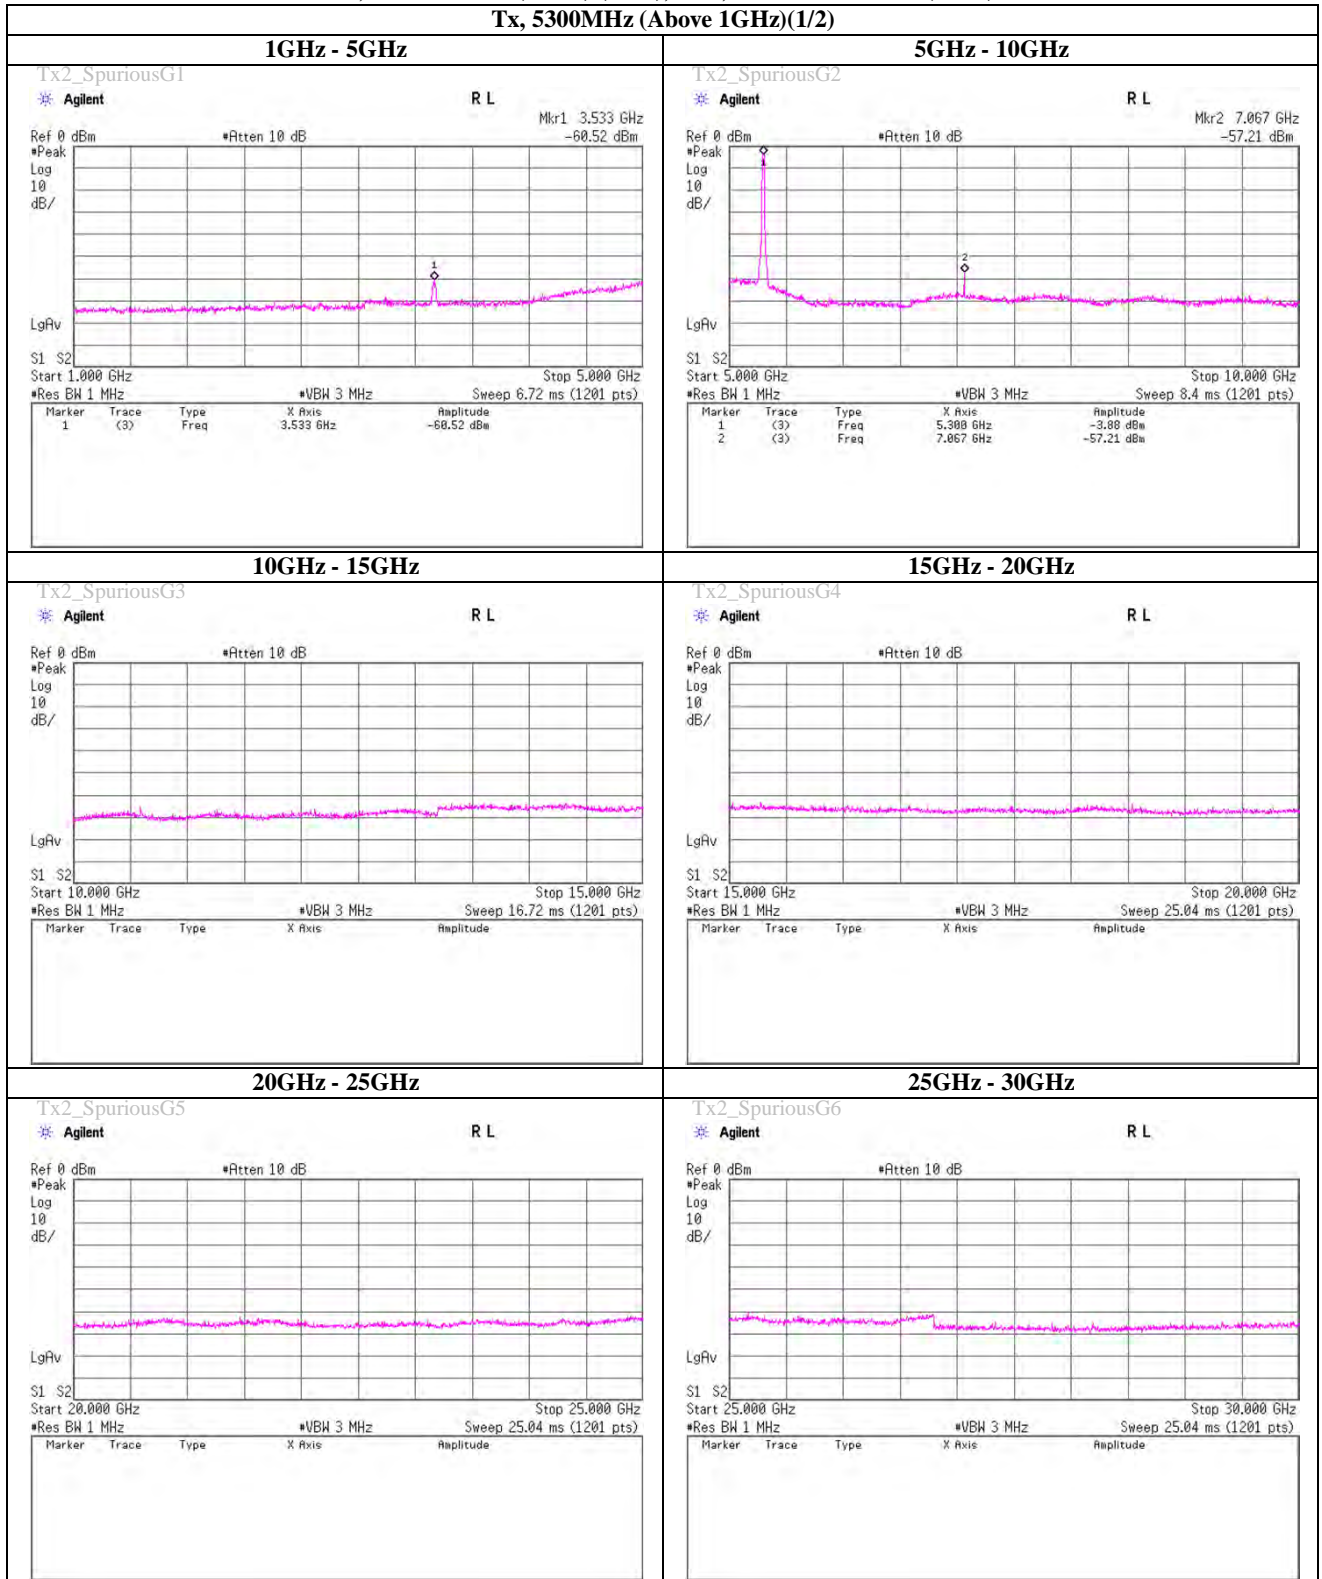 Tx, 5300MHz (Above 1GHz)(1/2)
1GHz - 5GHz
Tx2_SpuriousG1
Agilent
R L
Mkr1 3.533 GHz
Ref 0 dBm
#Atten 10 dB
-60.52 dBm
#Peak
Log
10
dB/
1
LgAv
S1 S2
Start 1.000 GHz
Stop 5.000 GHz
#Res BW 1 MHz
#VBW 3 MHz
Sweep 6.72 ms (1201 pts)
Marker Trace Type X Axis Amplitude
1 (3) Freq 3.533 GHz -60.52 dBm
5GHz - 10GHz
Tx2_SpuriousG2
Agilent
R L
Mkr2 7.067 GHz
Ref 0 dBm
#Atten 10 dB
-57.21 dBm
#Peak
Log
10
dB/
1
2
LgAv
S1 S2
Start 5.000 GHz
Stop 10.000 GHz
#Res BW 1 MHz
#VBW 3 MHz
Sweep 8.4 ms (1201 pts)
Marker Trace Type X Axis Amplitude
1 (3) Freq 5.300 GHz -3.88 dBm
2 (3) Freq 7.067 GHz -57.21 dBm
10GHz - 15GHz
Tx2_SpuriousG3
Agilent
R L
Ref 0 dBm
#Atten 10 dB
#Peak
Log
10
dB/
LgAv
S1 S2
Start 10.000 GHz
Stop 15.000 GHz
#Res BW 1 MHz
#VBW 3 MHz
Sweep 16.72 ms (1201 pts)
Marker Trace Type X Axis Amplitude
15GHz - 20GHz
Tx2_SpuriousG4
Agilent
R L
Ref 0 dBm
#Atten 10 dB
#Peak
Log
10
dB/
LgAv
S1 S2
Start 15.000 GHz
Stop 20.000 GHz
#Res BW 1 MHz
#VBW 3 MHz
Sweep 25.04 ms (1201 pts)
Marker Trace Type X Axis Amplitude
20GHz - 25GHz
Tx2_SpuriousG5
Agilent
R L
Ref 0 dBm
#Atten 10 dB
#Peak
Log
10
dB/
LgAv
S1 S2
Start 20.000 GHz
Stop 25.000 GHz
#Res BW 1 MHz
#VBW 3 MHz
Sweep 25.04 ms (1201 pts)
Marker Trace Type X Axis Amplitude
25GHz - 30GHz
Tx2_SpuriousG6
Agilent
R L
Ref 0 dBm
#Atten 10 dB
#Peak
Log
10
dB/
LgAv
S1 S2
Start 25.000 GHz
Stop 30.000 GHz
#Res BW 1 MHz
#VBW 3 MHz
Sweep 25.04 ms (1201 pts)
Marker Trace Type X Axis Amplitude